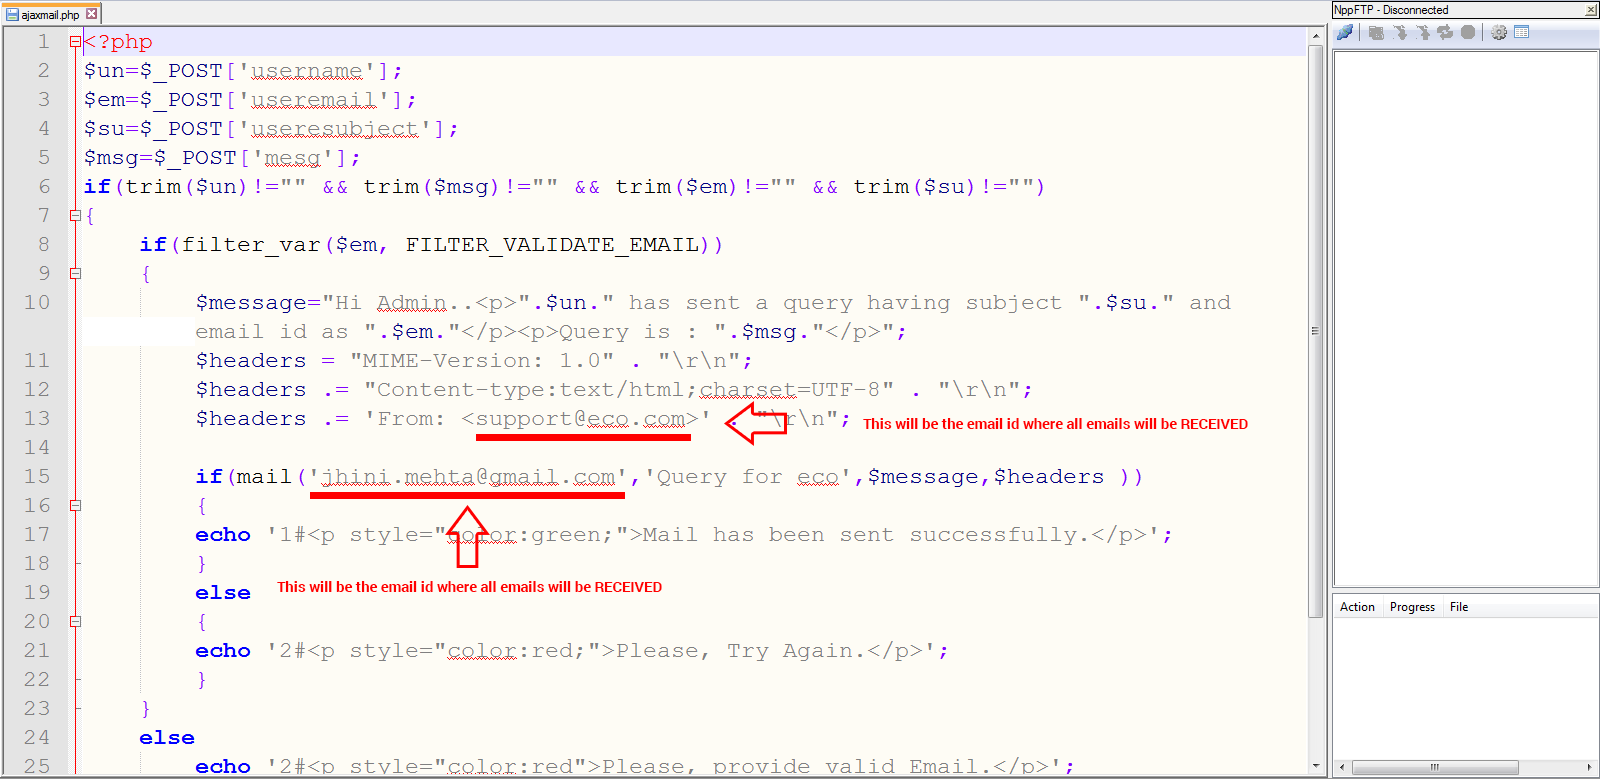 ajaxmail.php
NppFTP - Disconnected
1 <?php
2 $un=$_POST['username'];
3 $em=$_POST['useremail'];
4 $su=$_POST['useresubject'];
5 $msg=$_POST['mesg'];
6 if(trim($un)!="" && trim($msg)!="" && trim($em)!="" && trim($su)!="")
7 {
8 if(filter_var($em, FILTER_VALIDATE_EMAIL))
9 {
10 $message="Hi Admin..<p>".$un." has sent a query having subject ".$su." and
email id as ".$em."</p><p>Query is : ".$msg."</p>";
11 $headers = "MIME-Version: 1.0" . "\r\n";
12 $headers .= "Content-type:text/html;charset=UTF-8" . "\r\n";
13 $headers .= 'From: <support@eco.com>' . "\r\n"; This will be the email id where all emails will be RECEIVED
14
15 if(mail('jhini.mehta@gmail.com','Query for eco',$message,$headers ))
16 {
17 echo '1#<p style="color:green;">Mail has been sent successfully.</p>';
18 }
This will be the email id where all emails will be RECEIVED
19 else
20 {
21 echo '2#<p style="color:red;">Please, Try Again.</p>';
22 }
23 }
24 else
25 echo '2#<p style="color:red">Please, provide valid Email.</p>';
Action Progress File